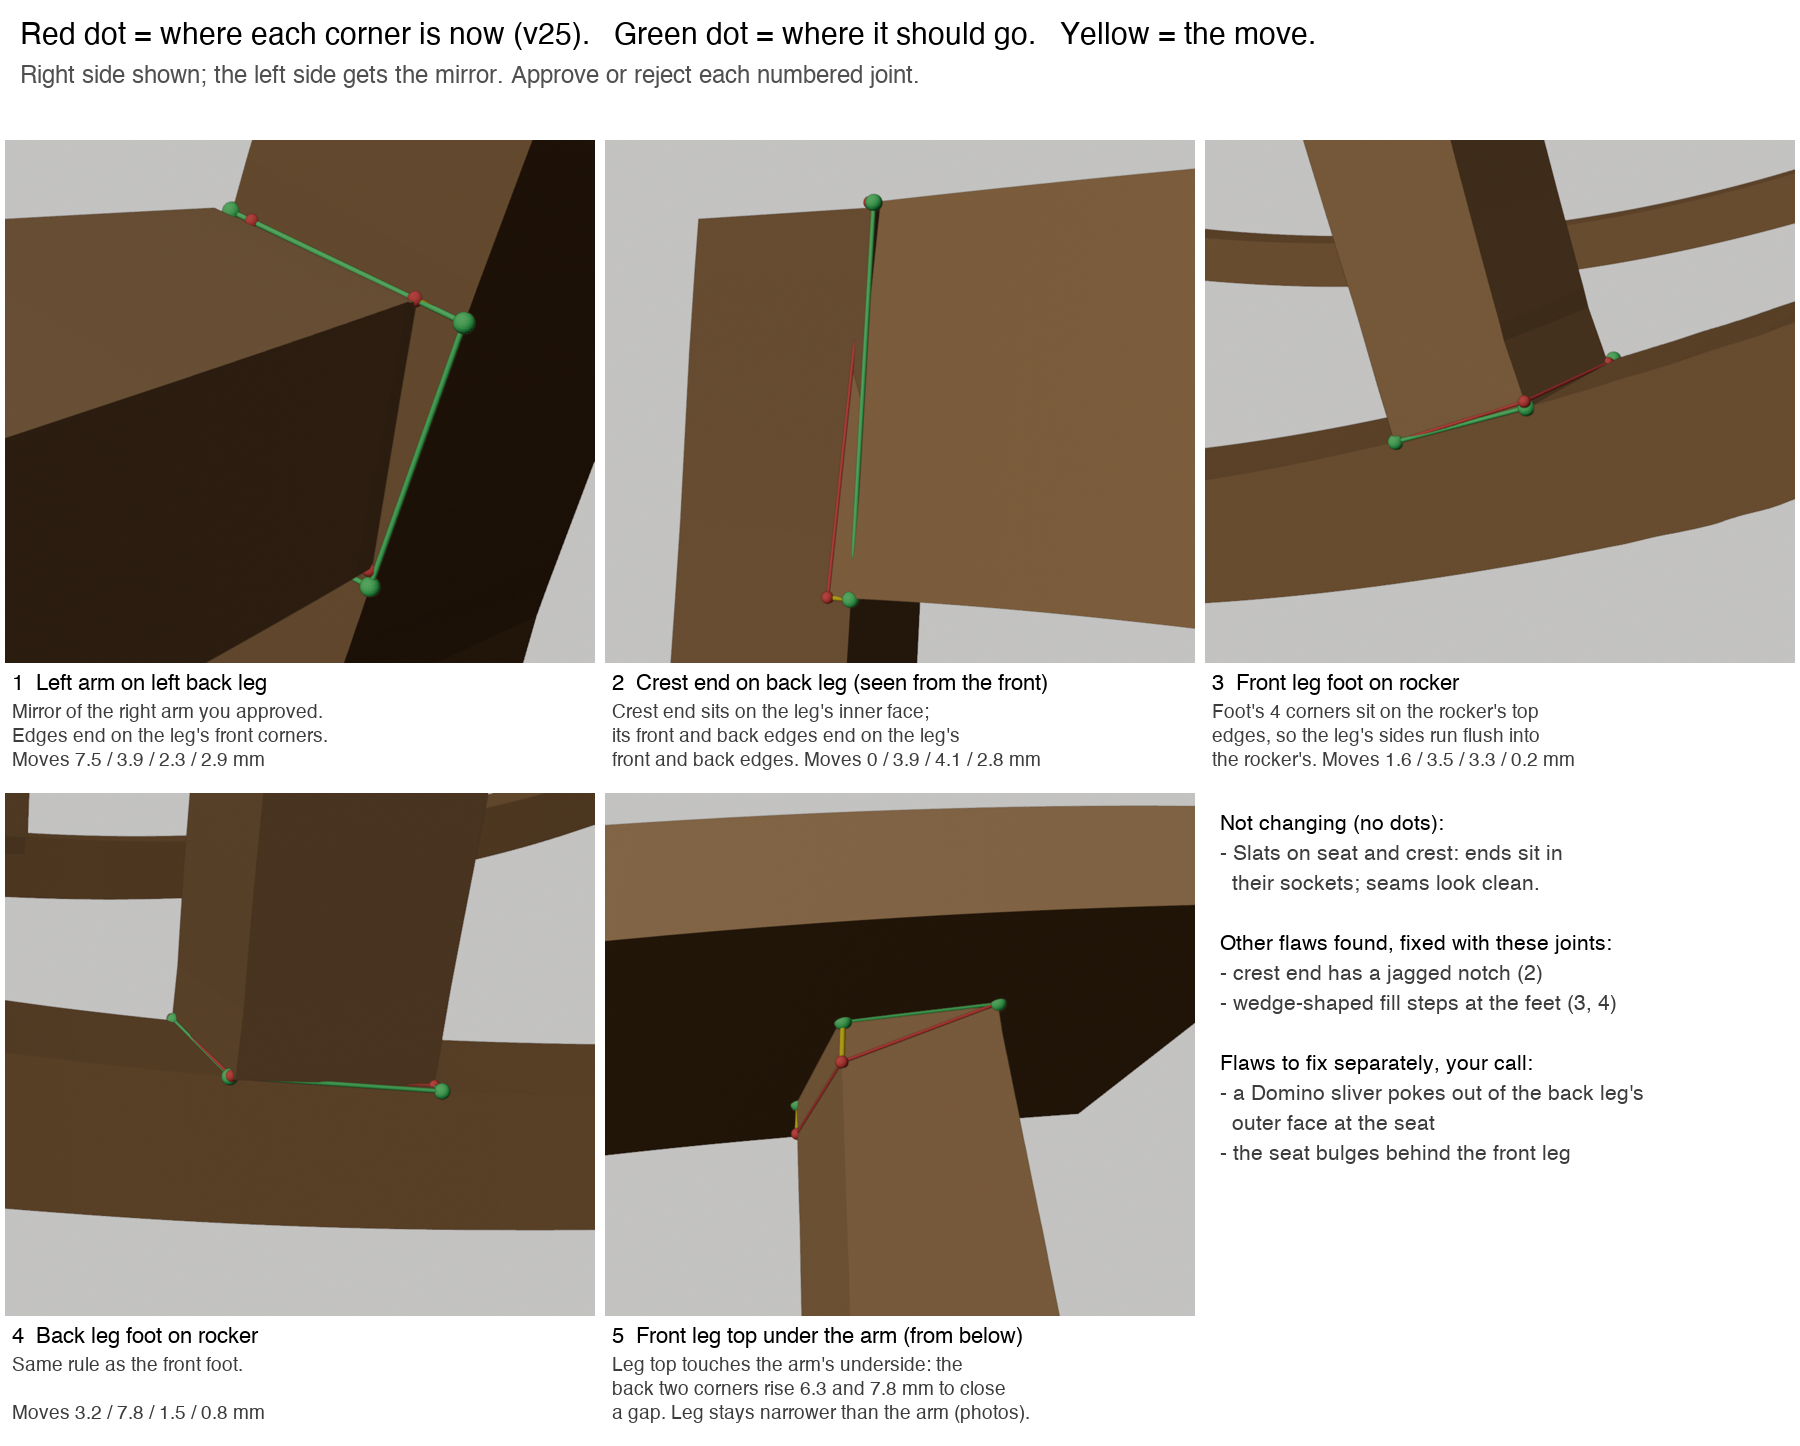 Red dot = where each corner is now (v25).   Green dot = where it should go.   Yellow = the move.
Right side shown; the left side gets the mirror. Approve or reject each numbered joint.
1  Left arm on left back leg
Mirror of the right arm you approved.
Edges end on the leg's front corners.
Moves 7.5 / 3.9 / 2.3 / 2.9 mm
2  Crest end on back leg (seen from the front)
Crest end sits on the leg's inner face;
its front and back edges end on the leg's
front and back edges. Moves 0 / 3.9 / 4.1 / 2.8 mm
3  Front leg foot on rocker
Foot's 4 corners sit on the rocker's top
edges, so the leg's sides run flush into
the rocker's. Moves 1.6 / 3.5 / 3.3 / 0.2 mm
4  Back leg foot on rocker
Same rule as the front foot.
Moves 3.2 / 7.8 / 1.5 / 0.8 mm
5  Front leg top under the arm (from below)
Leg top touches the arm's underside: the
back two corners rise 6.3 and 7.8 mm to close
a gap. Leg stays narrower than the arm (photos).
Not changing (no dots):
- Slats on seat and crest: ends sit in
their sockets; seams look clean.
Other flaws found, fixed with these joints:
- crest end has a jagged notch (2)
- wedge-shaped fill steps at the feet (3, 4)
Flaws to fix separately, your call:
- a Domino sliver pokes out of the back leg's
outer face at the seat
- the seat bulges behind the front leg